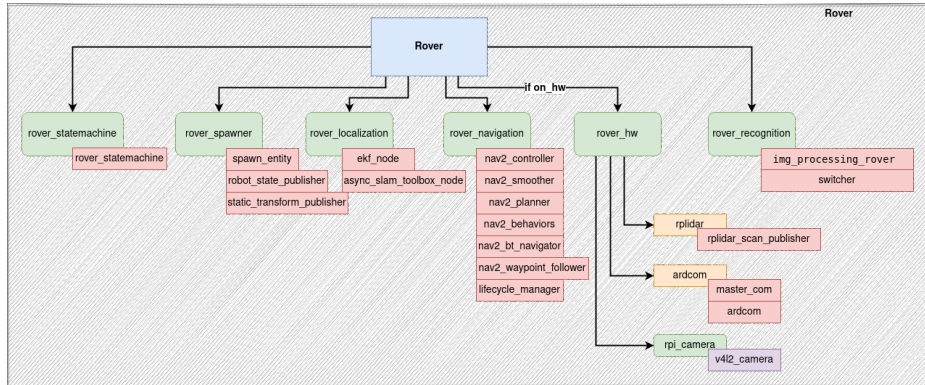 Rover
Rover
if on_hw
rover_statemachine
rover_statemachine
rover_spawner
spawn_entity
robot_state_publisher
static_transform_publisher
rover_localization
ekf_node
async_slam_toolbox_node
rover_navigation
nav2_controller
nav2_smoother
nav2_planner
nav2_behaviors
nav2_bt_navigator
nav2_waypoint_follower
lifecycle_manager
rover_hw
rplidar
rplidar_scan_publisher
ardcom
master_com
ardcom
rpi_camera
v4l2_camera
rover_recognition
img_processing_rover
switcher